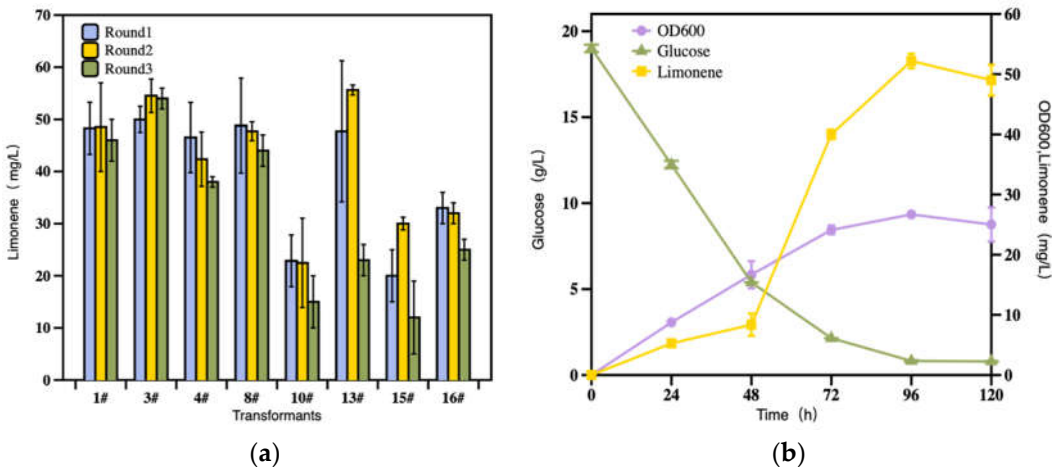 Round1
Round2
Round3
70
60
50
40
30
20
10
0
Limonene ( mg/L)
1# 3# 4# 8# 10# 13# 15# 16#
Transformants
(a)
OD600
Glucose
Limonene
20
15
10
5
0
Glucose (g/L)
60
50
40
30
20
10
0
OD600,Limonene (mg/L)
0 24 48 72 96 120
Time (h)
(b)